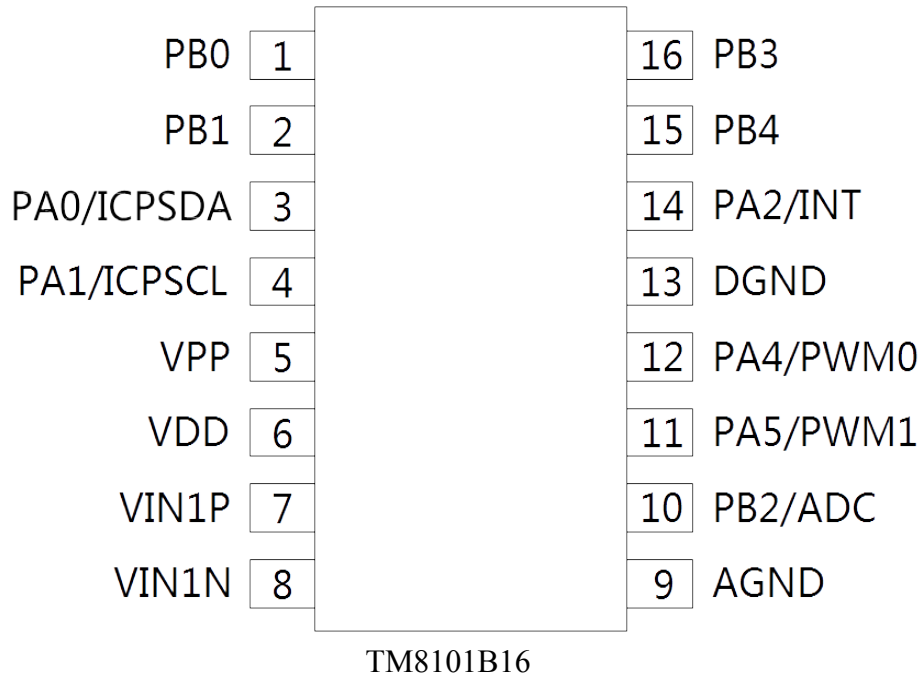 PB0 1 16 PB3
PB1 2 15 PB4
PA0/ICPSDA 3 14 PA2/INT
PA1/ICPSCL 4 13 DGND
VPP 5 12 PA4/PWM0
VDD 6 11 PA5/PWM1
VIN1P 7 10 PB2/ADC
VIN1N 8 9 AGND
TM8101B16